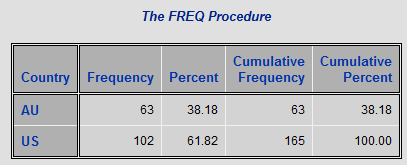 The FREQ Procedure
Country Frequency Percent Cumulative Frequency Cumulative Percent
AU 63 38.18 63 38.18
US 102 61.82 165 100.00